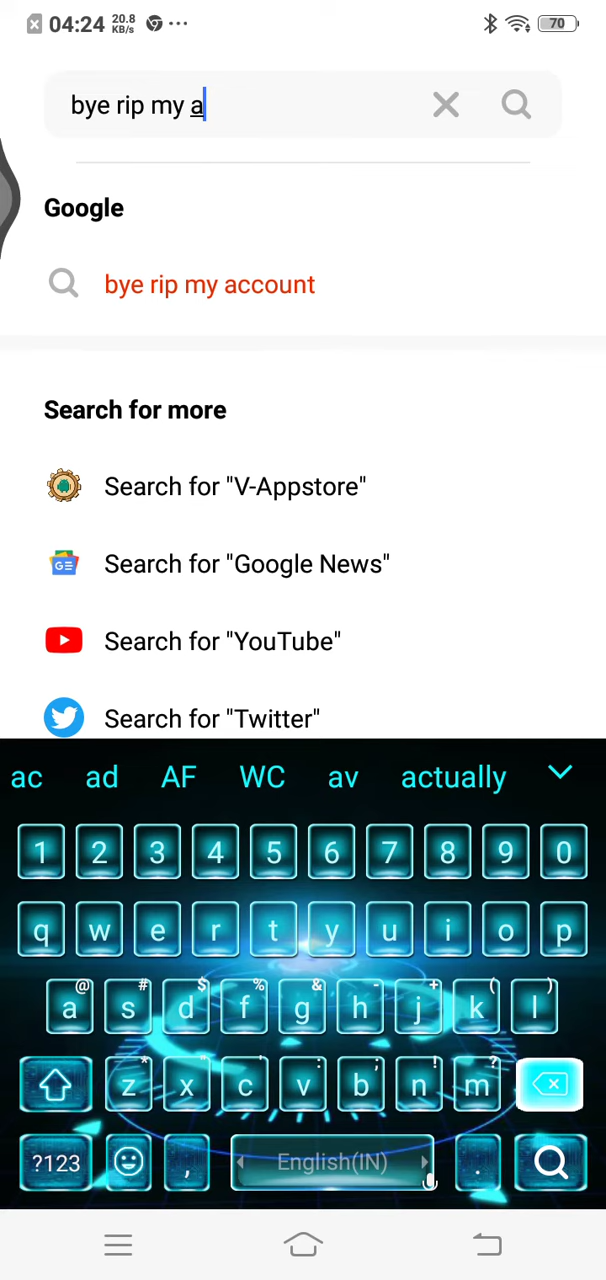 04:24 20.8 KB/s ... 70
bye rip my a
Google
bye rip my account
Search for more
Search for "V-Appstore"
GE Search for "Google News"
Search for "YouTube"
Search for "Twitter"
ac ad AF WC av actually
1 2 3 4 5 6 7 8 9 0
q w e r t y u i o p
@ # $ % & - + ( )
a s d f g h j k l
* " ' : ; ! ?
z x c v b n m
?123 , English(IN) .